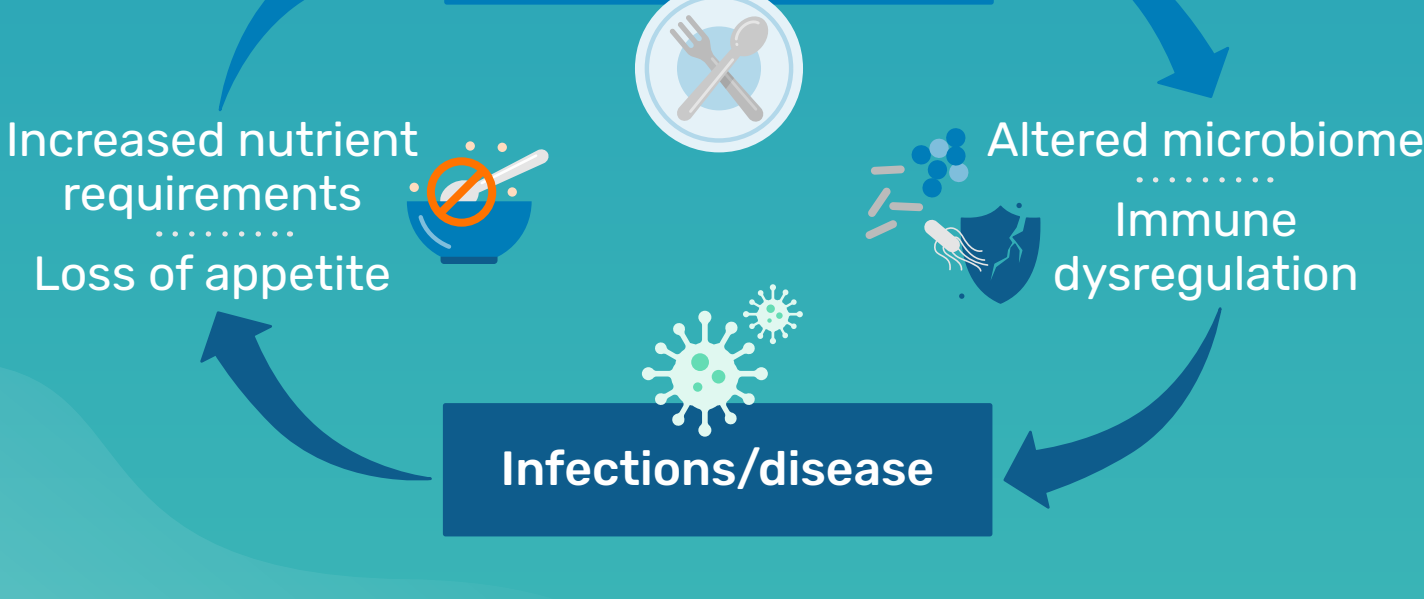 Increased nutrient
requirements
Loss of appetite
Altered microbiome
Immune
dysregulation
Infections/disease